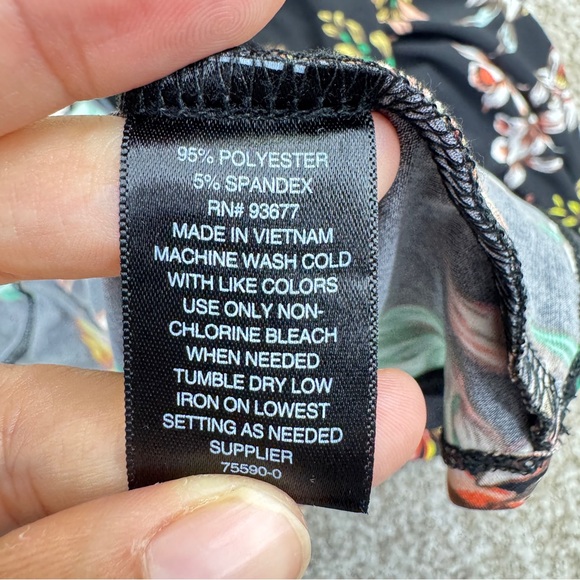 95% POLYESTER
5% SPANDEX
RN# 93677
MADE IN VIETNAM
MACHINE WASH COLD
WITH LIKE COLORS
USE ONLY NON-
CHLORINE BLEACH
WHEN NEEDED
TUMBLE DRY LOW
IRON ON LOWEST
SETTING AS NEEDED
SUPPLIER
75590-0